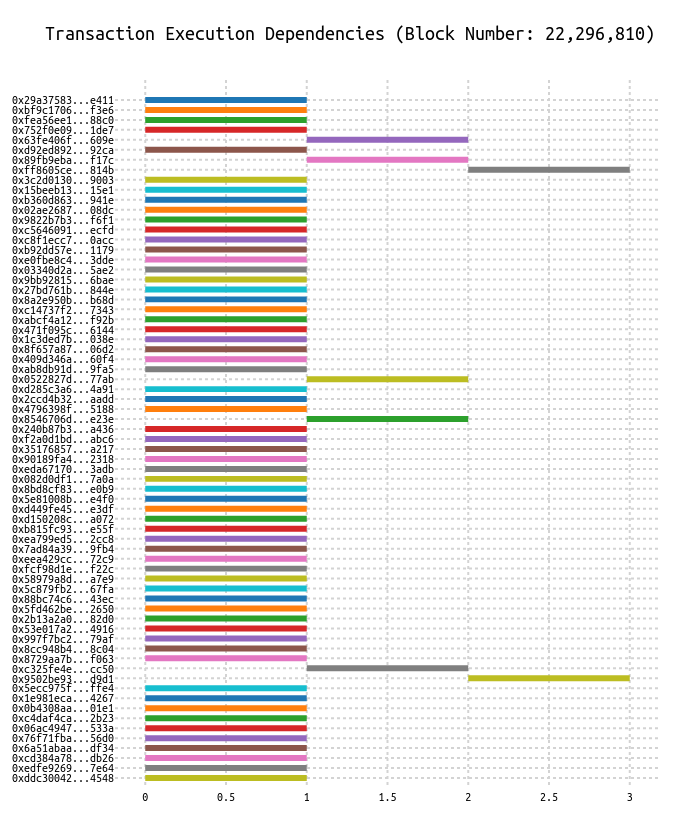 Transaction Execution Dependencies (Block Number: 22,296,810)
0x29a37583...e411
0xbf9c1706...f3e6
0xfea56ee1...88c0
0x752f0e09...1de7
0x63fe406f...609e
0xd92ed892...92ca
0x89fb9eba...f17c
0xff8605ce...814b
0x3c2d0130...9003
0x15beeb13...15e1
0xb360d863...941e
0x02ae2687...08dc
0x9822b7b3...f6f1
0xc5646091...ecfd
0xc8f1ecc7...0acc
0xb92dd57e...1179
0xe0fbe8c4...3dde
0x03340d2a...5ae2
0x9bb92815...6bae
0x27bd761b...844e
0x8a2e950b...b68d
0xc14737f2...7343
0xabcf4a12...f92b
0x471f095c...6144
0x1c3ded7b...038e
0x8f657a87...06d2
0x409d346a...60f4
0xab8db91d...9fa5
0x0522827d...77ab
0xd285c3a6...4a91
0x2ccd4b32...aadd
0x4796398f...5188
0x8546706d...e23e
0x240b87b3...a436
0xf2a0d1bd...abc6
0x35176857...a217
0x90189fa4...2318
0xeda67170...3adb
0x082d0df1...7a0a
0x8bd8cf83...e0b9
0x5e81008b...e4f0
0xd449fe45...e3df
0xd150208c...a072
0xb815fc93...e55f
0xea799ed5...2cc8
0x7ad84a39...9fb4
0xeea429cc...72c9
0xfcf98d1e...f22c
0x58979a8d...a7e9
0x5c879fb2...67fa
0x88bc74c6...43ec
0x5fd462be...2650
0x2b13a2a0...82d0
0x53e017a2...4916
0x997f7bc2...79af
0x8cc948b4...8c04
0x8729aa7b...f063
0xc325fe4e...cc50
0x9502be93...d9d1
0x5ecc975f...ffe4
0x1e981eca...4267
0x0b4308aa...01e1
0xc4daf4ca...2b23
0x06ac4947...533a
0x76f71fba...56d0
0x6a51abaa...df34
0xcd384a78...db26
0xedfe9269...7e64
0xddc30042...4548
0 0.5 1 1.5 2 2.5 3